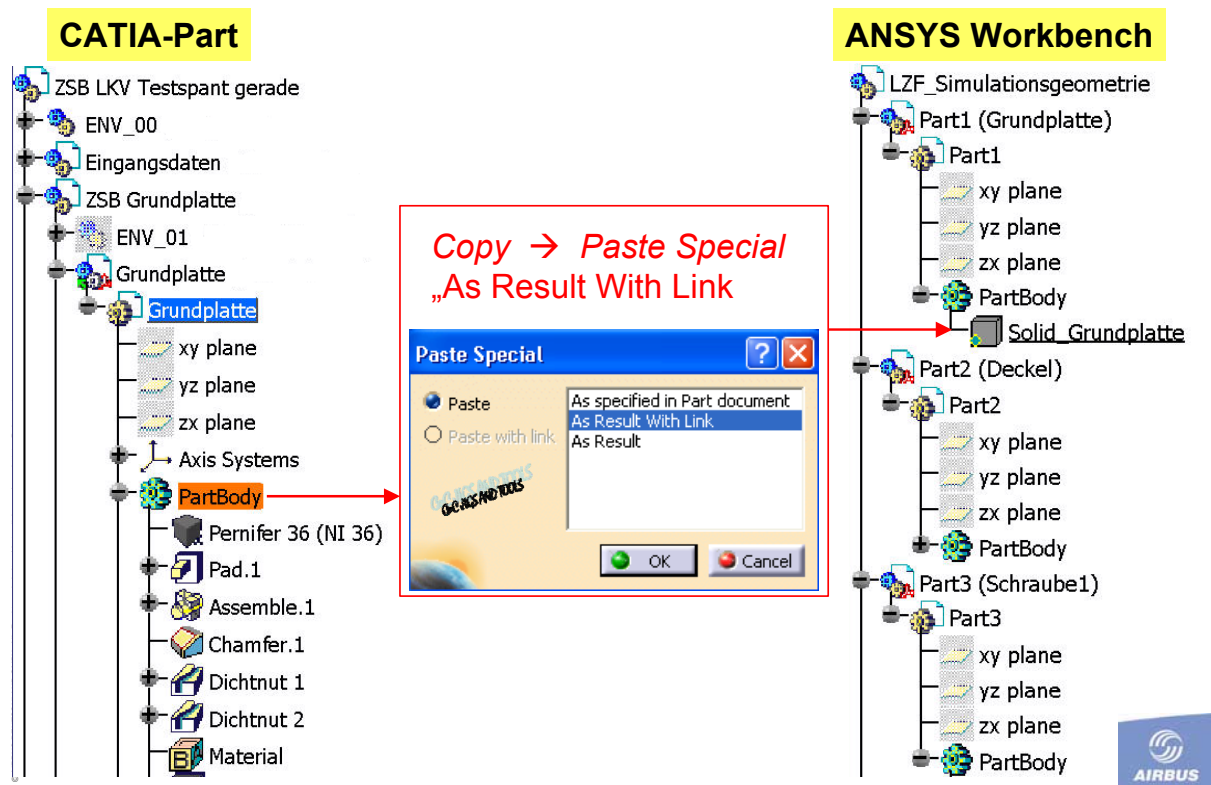 CATIA-Part
ZSB LKV Testspant gerade
ENV_00
Eingangsdaten
ZSB Grundplatte
ENV_01
Grundplatte
Grundplatte
xy plane
yz plane
zx plane
Axis Systems
PartBody
Pernifer 36 (NI 36)
Pad.1
Assemble.1
Chamfer.1
Dichtnut 1
Dichtnut 2
Material
Copy → Paste Special
„As Result With Link
Paste Special
Paste
Paste with link
As specified in Part document
As Result With Link
As Result
OK
Cancel
ANSYS Workbench
LZF_Simulationsgeometrie
Part1 (Grundplatte)
Part1
xy plane
yz plane
zx plane
PartBody
Solid_Grundplatte
Part2 (Deckel)
Part2
xy plane
yz plane
zx plane
PartBody
Part3 (Schraube1)
Part3
xy plane
yz plane
zx plane
PartBody
AIRBUS